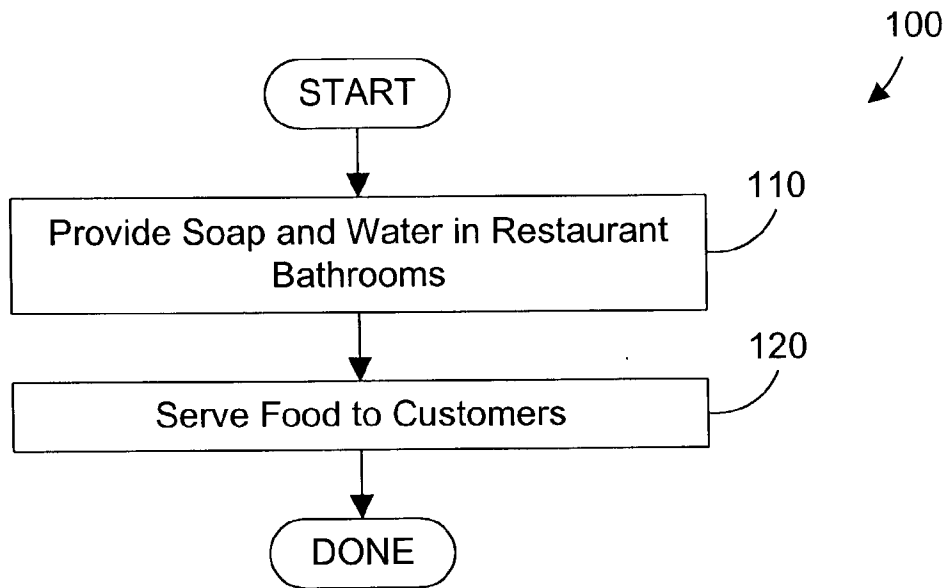 100
START
110
Provide Soap and Water in Restaurant
Bathrooms
120
Serve Food to Customers
DONE